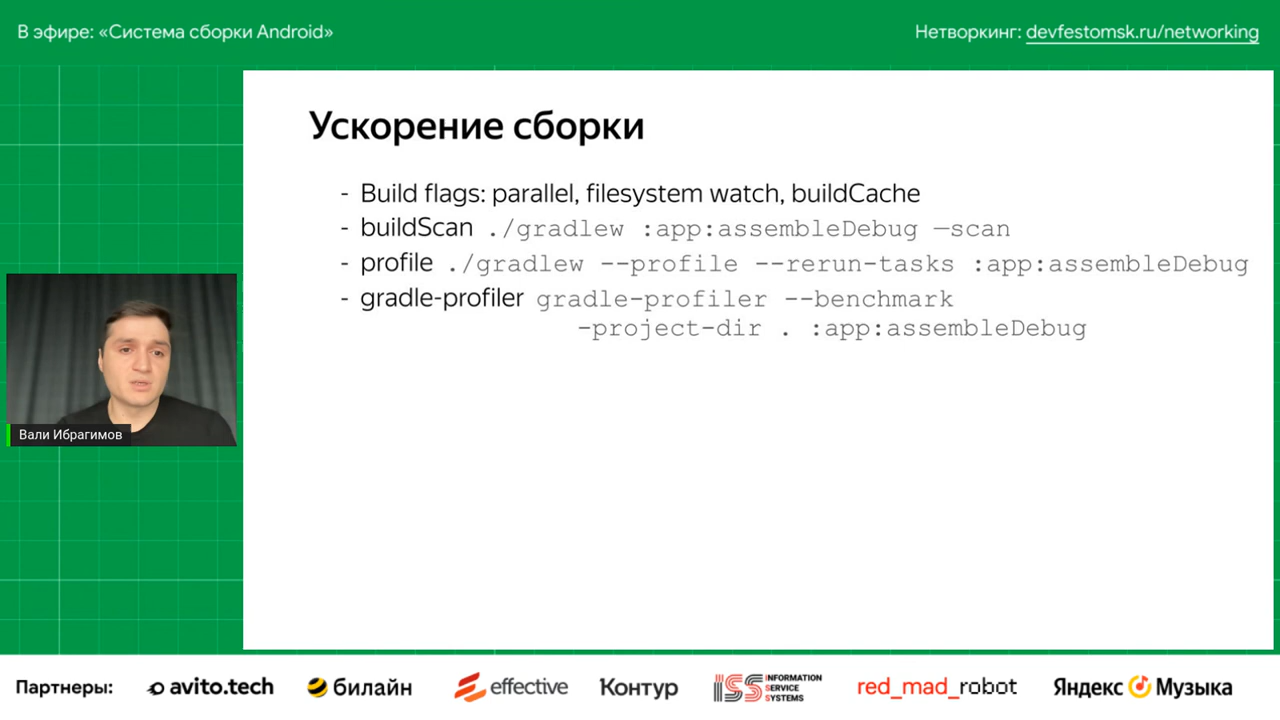 В эфире: «Система сборки Android»
Нетворкинг: devfestomsk.ru/networking
Ускорение сборки
- Build flags: parallel, filesystem watch, buildCache
- buildScan ./gradlew :app:assembleDebug —scan
- profile ./gradlew --profile --rerun-tasks :app:assembleDebug
- gradle-profiler gradle-profiler --benchmark
-project-dir . :app:assembleDebug
Вали Ибрагимов
Партнеры: avito.tech билайн effective Контур ISS INFORMATION SERVICE SYSTEMS red_mad_robot Яндекс Музыка